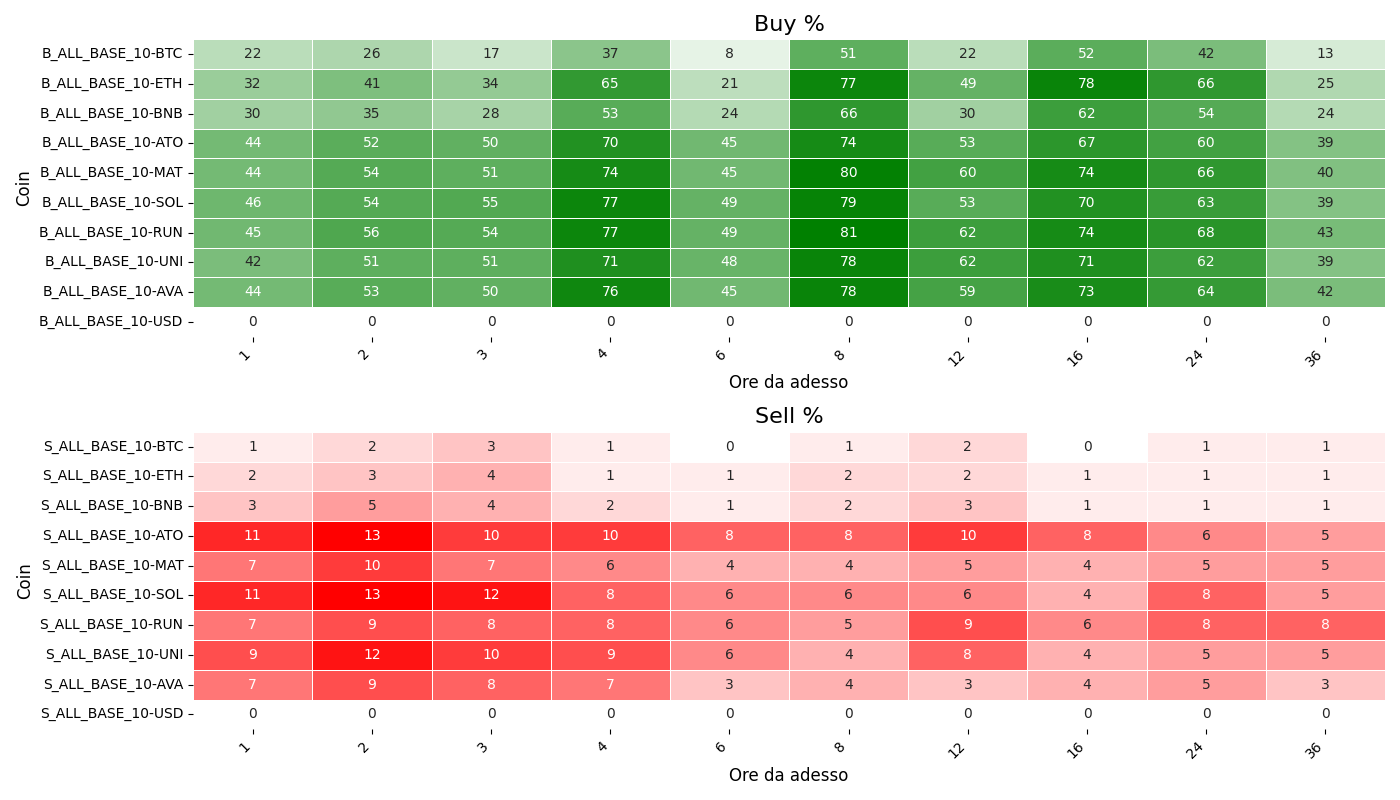 Buy %
Coin
B_ALL_BASE_10-BTC 22 26 17 37 8 51 22 52 42 13
B_ALL_BASE_10-ETH 32 41 34 65 21 77 49 78 66 25
B_ALL_BASE_10-BNB 30 35 28 53 24 66 30 62 54 24
B_ALL_BASE_10-ATO 44 52 50 70 45 74 53 67 60 39
B_ALL_BASE_10-MAT 44 54 51 74 45 80 60 74 66 40
B_ALL_BASE_10-SOL 46 54 55 77 49 79 53 70 63 39
B_ALL_BASE_10-RUN 45 56 54 77 49 81 62 74 68 43
B_ALL_BASE_10-UNI 42 51 51 71 48 78 62 71 62 39
B_ALL_BASE_10-AVA 44 53 50 76 45 78 59 73 64 42
B_ALL_BASE_10-USD 0 0 0 0 0 0 0 0 0 0
1 2 3 4 6 8 12 16 24 36
Ore da adesso
Sell %
Coin
S_ALL_BASE_10-BTC 1 2 3 1 0 1 2 0 1 1
S_ALL_BASE_10-ETH 2 3 4 1 1 2 2 1 1 1
S_ALL_BASE_10-BNB 3 5 4 2 1 2 3 1 1 1
S_ALL_BASE_10-ATO 11 13 10 10 8 8 10 8 6 5
S_ALL_BASE_10-MAT 7 10 7 6 4 4 5 4 5 5
S_ALL_BASE_10-SOL 11 13 12 8 6 6 6 4 8 5
S_ALL_BASE_10-RUN 7 9 8 8 6 5 9 6 8 8
S_ALL_BASE_10-UNI 9 12 10 9 6 4 8 4 5 5
S_ALL_BASE_10-AVA 7 9 8 7 3 4 3 4 5 3
S_ALL_BASE_10-USD 0 0 0 0 0 0 0 0 0 0
1 2 3 4 6 8 12 16 24 36
Ore da adesso